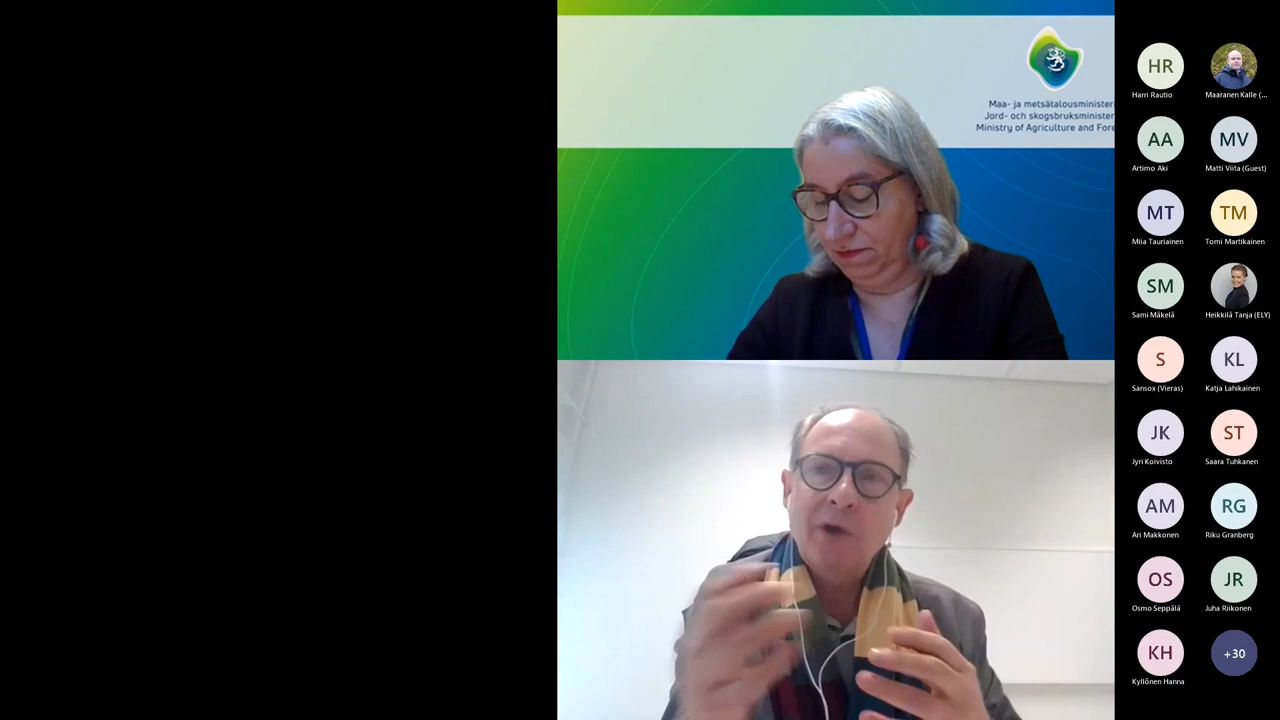 Maa- ja metsätalousminister
Jord- och skogsbruksminister
Ministry of Agriculture and Fore
HR
Harri Rautio
Maaranen Kalle (...
AA
Artimo Aki
MV
Matti Viita (Guest)
MT
Miia Tauriainen
TM
Tomi Martikainen
SM
Sami Mäkelä
Heikkilä Tanja (ELY)
S
Sansox (Vieras)
KL
Katja Lahikainen
JK
Jyri Koivisto
ST
Saara Tuhkanen
AM
Ari Makkonen
RG
Riku Granberg
OS
Osmo Seppälä
JR
Juha Riikonen
KH
Kyllönen Hanna
+30